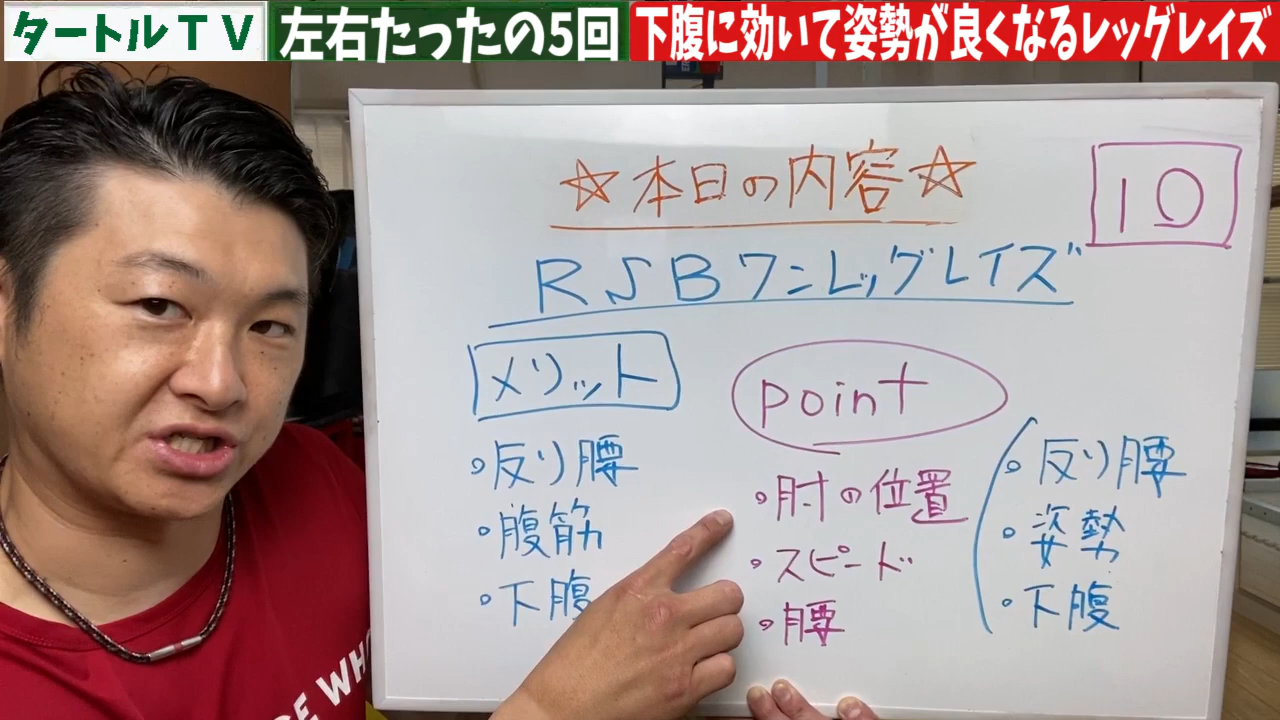 タートルTV
左右たったの5回
下腹に効いて姿勢が良くなるレッグレイズ
☆本日の内容☆
10
RSBワンレッグレイズ
メリット
・反り腰
・腹筋
・下腹
point
・肘の位置
・スピード
・腰
・反り腰
・姿勢
・下腹